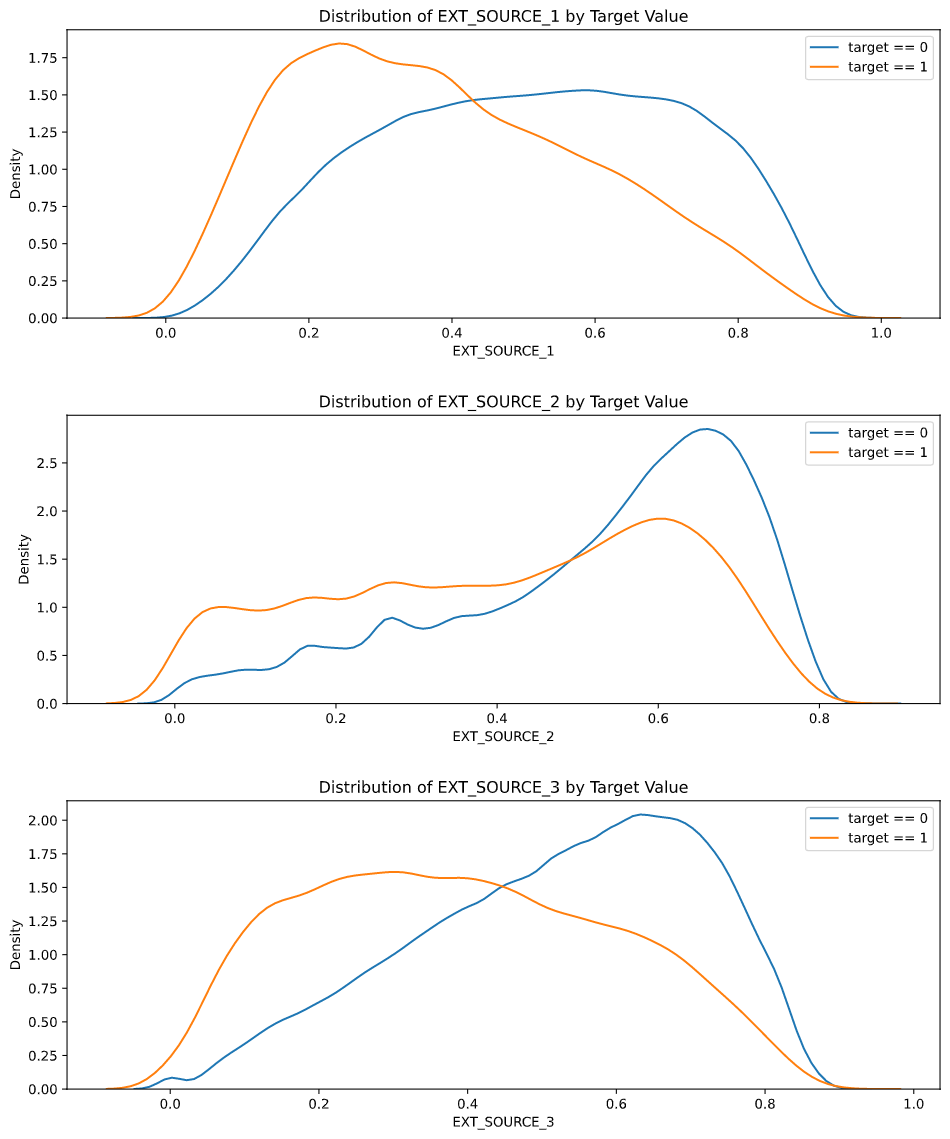 Distribution of EXT_SOURCE_1 by Target Value
target == 0
target == 1
1.75
1.50
1.25
1.00
0.75
0.50
0.25
0.00
Density
0.0 0.2 0.4 0.6 0.8 1.0
EXT_SOURCE_1
Distribution of EXT_SOURCE_2 by Target Value
target == 0
target == 1
2.5
2.0
1.5
1.0
0.5
0.0
Density
0.0 0.2 0.4 0.6 0.8
EXT_SOURCE_2
Distribution of EXT_SOURCE_3 by Target Value
target == 0
target == 1
2.00
1.75
1.50
1.25
1.00
0.75
0.50
0.25
0.00
Density
0.0 0.2 0.4 0.6 0.8 1.0
EXT_SOURCE_3